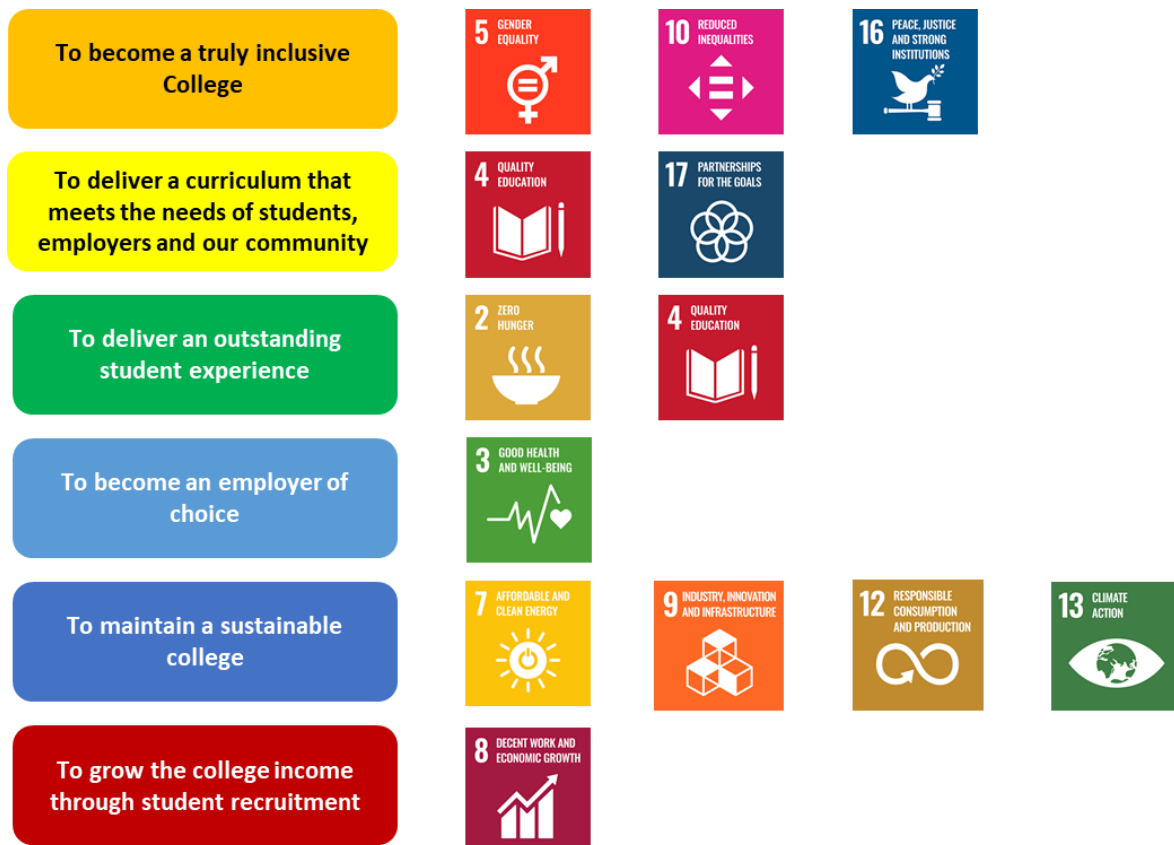 To become a truly inclusive
College
5 GENDER
EQUALITY
10 REDUCED
INEQUALITIES
16 PEACE, JUSTICE
AND STRONG
INSTITUTIONS
To deliver a curriculum that
meets the needs of students,
employers and our community
4 QUALITY
EDUCATION
17 PARTNERSHIPS
FOR THE GOALS
To deliver an outstanding
student experience
2 ZERO
HUNGER
4 QUALITY
EDUCATION
To become an employer of
choice
3 GOOD HEALTH
AND WELL-BEING
To maintain a sustainable
college
7 AFFORDABLE AND
CLEAN ENERGY
9 INDUSTRY, INNOVATION
AND INFRASTRUCTURE
12 RESPONSIBLE
CONSUMPTION
AND PRODUCTION
13 CLIMATE
ACTION
To grow the college income
through student recruitment
8 DECENT WORK AND
ECONOMIC GROWTH